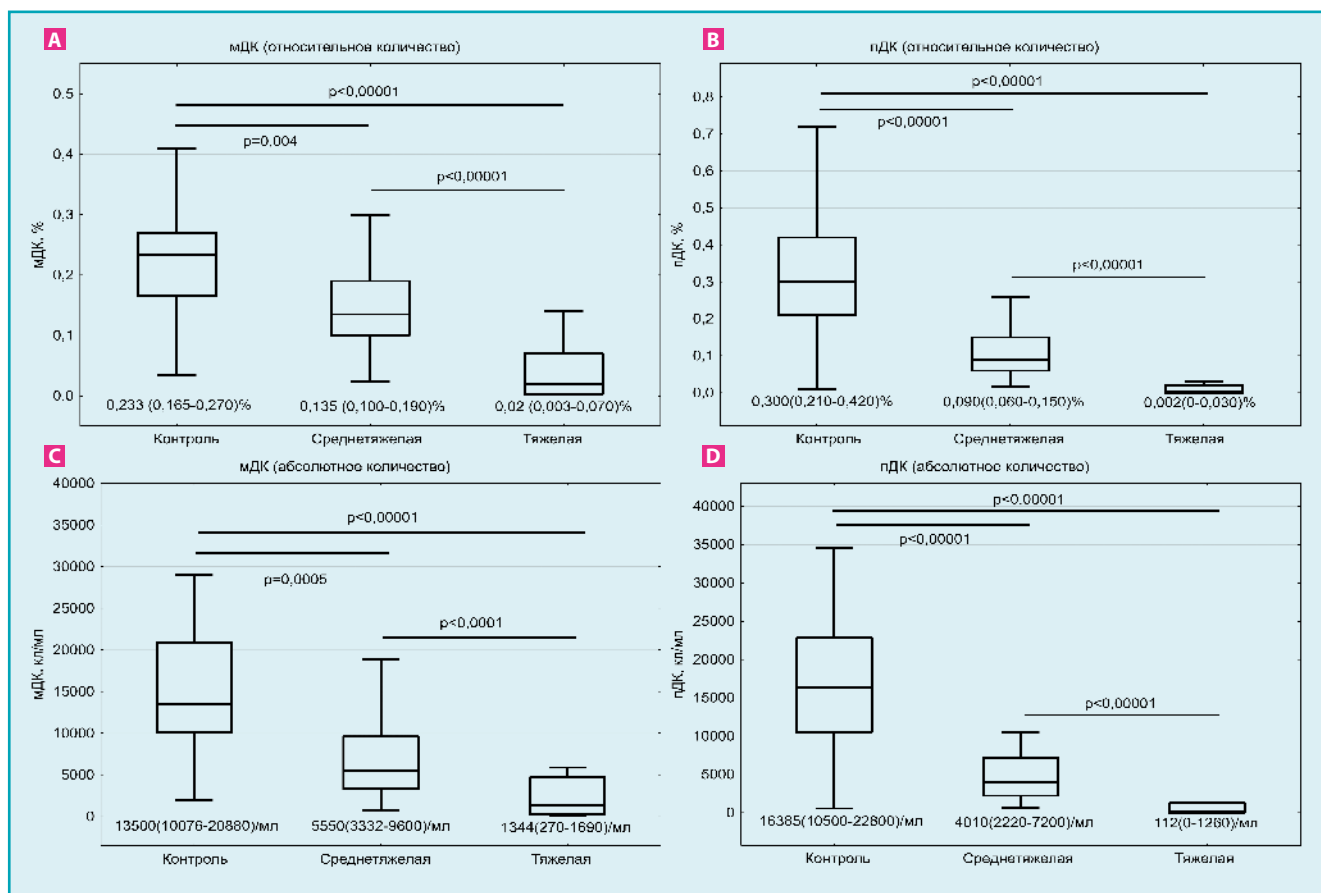 A
мДК (относительное количество)
0,5
0,4
0,3
0,2
0,1
0.0
мДК, %
p<0,00001
p=0.004
p<0,00001
0,233 (0.165-0,270)%
0,135 (0,100-0,190)%
0,02 (0,003-0,070)%
Контроль
Среднетяжелая
Тяжелая
B
пДК (относительное количество)
0,8
0,7
0,6
0,5
0,4
0,3
0,2
0,1
0,0
пДК, %
p<0,00001
p<0,00001
p<0,00001
0,300(0,210-0,420)%
0,090(0,060-0,150)%
0,002(0-0,030)%
Контроль
Среднетяжелая
Тяжелая
C
мДК (абсолютное количество)
40000
35000
30000
25000
20000
15000
10000
5000
0
мДК, кл/мл
p<0,00001
p=0,0005
p<0,0001
13500(10076-20880)/мл
5550(3332-9600)/мл
1344(270-1690)/мл
Контроль
Среднетяжелая
Тяжелая
D
пДК (абсолютное количество)
40000
35000
30000
25000
20000
15000
10000
5000
0
пДК, кл/мл
p<0.00001
p<0,00001
p<0,00001
16385(10500-22800)/мл
4010(2220-7200)/мл
112(0-1260)/мл
Контроль
Среднетяжелая
Тяжелая